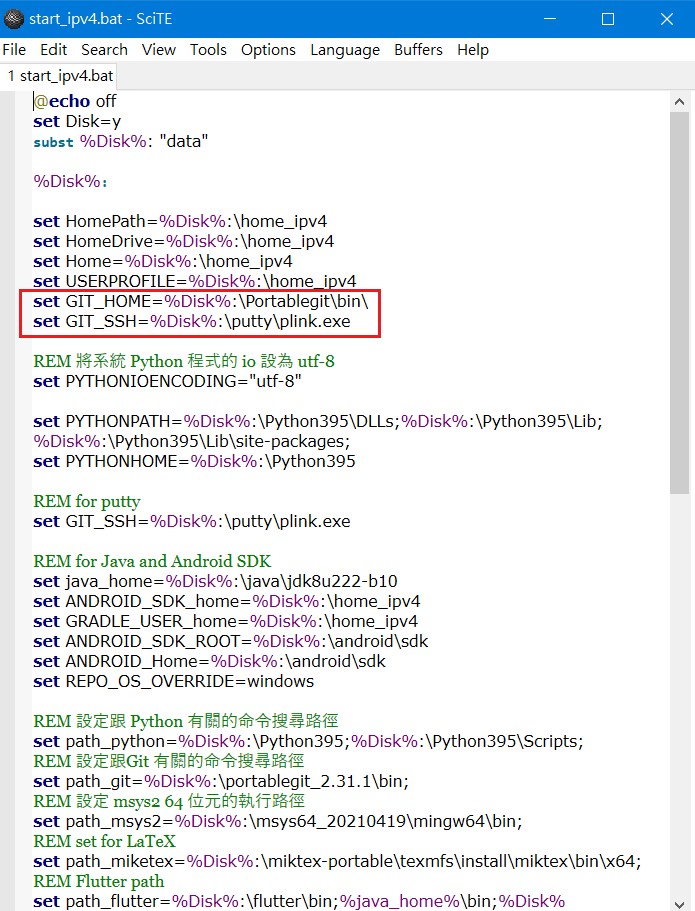 start_ipv4.bat - SciTE
File Edit Search View Tools Options Language Buffers Help
1 start_ipv4.bat
@echo off
set Disk=y
subst %Disk%: "data"
%Disk%:
set HomePath=%Disk%:\home_ipv4
set HomeDrive=%Disk%:\home_ipv4
set Home=%Disk%:\home_ipv4
set USERPROFILE=%Disk%:\home_ipv4
set GIT_HOME=%Disk%:\Portablegit\bin\
set GIT_SSH=%Disk%:\putty\plink.exe
REM 將系統 Python 程式的 io 設為 utf-8
set PYTHONIOENCODING="utf-8"
set PYTHONPATH=%Disk%:\Python395\DLLs;%Disk%:\Python395\Lib;
%Disk%:\Python395\Lib\site-packages;
set PYTHONHOME=%Disk%:\Python395
REM for putty
set GIT_SSH=%Disk%:\putty\plink.exe
REM for Java and Android SDK
set java_home=%Disk%:\java\jdk8u222-b10
set ANDROID_SDK_home=%Disk%:\home_ipv4
set GRADLE_USER_home=%Disk%:\home_ipv4
set ANDROID_SDK_ROOT=%Disk%:\android\sdk
set ANDROID_Home=%Disk%:\android\sdk
set REPO_OS_OVERRIDE=windows
REM 設定跟 Python 有關的命令搜尋路徑
set path_python=%Disk%:\Python395;%Disk%:\Python395\Scripts;
REM 設定跟Git 有關的命令搜尋路徑
set path_git=%Disk%:\portablegit_2.31.1\bin;
REM 設定 msys2 64 位元的執行路徑
set path_msys2=%Disk%:\msys64_20210419\mingw64\bin;
REM set for LaTeX
set path_miketex=%Disk%:\miktex-portable\texmfs\install\miktex\bin\x64;
REM Flutter path
set path_flutter=%Disk%:\flutter\bin;%java_home%\bin;%Disk%